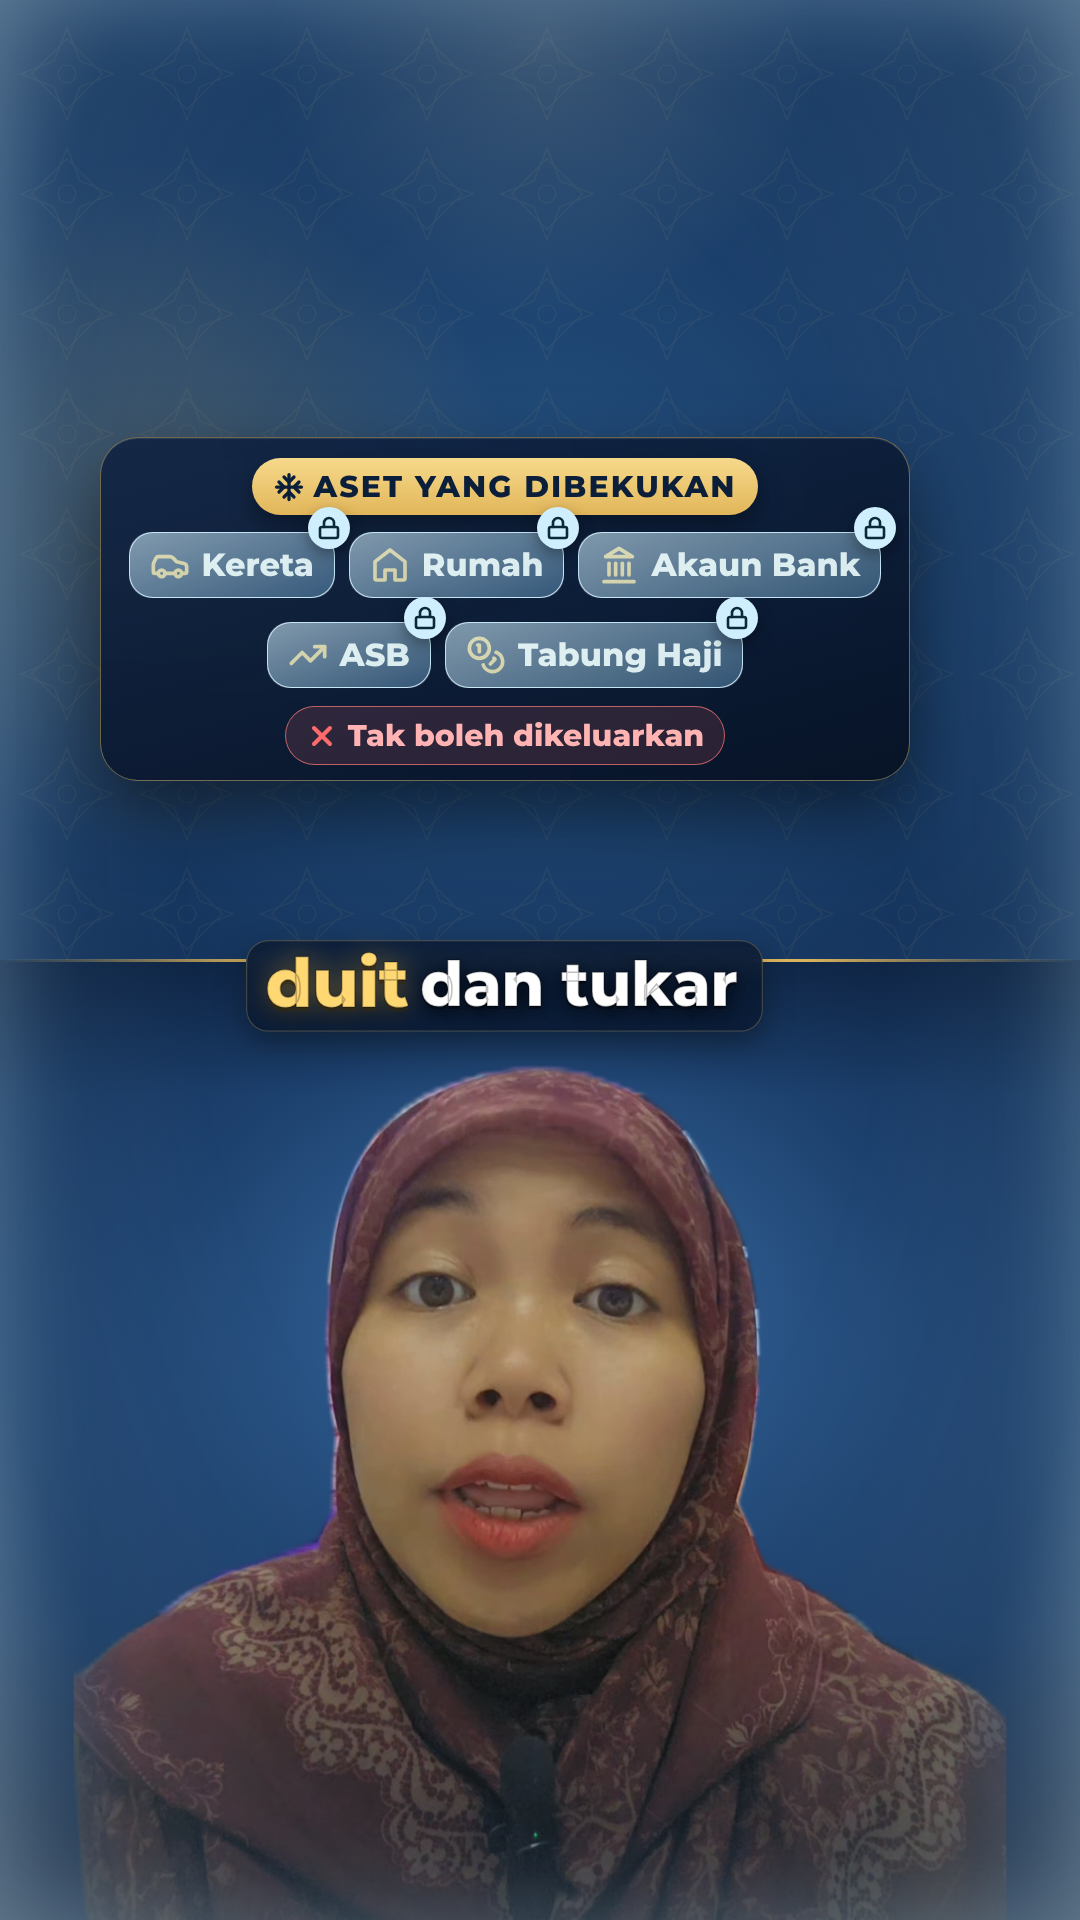 ASET YANG DIBEKUKAN
Kereta Rumah Akaun Bank
ASB Tabung Haji
Tak boleh dikeluarkan
duit dan tukar